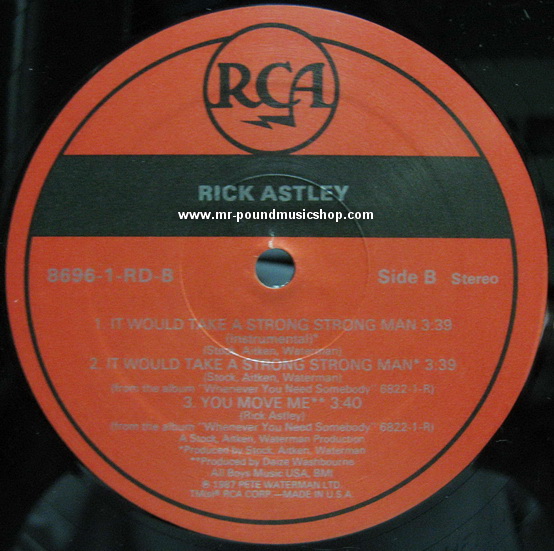 RCA
RICK ASTLEY
www.mr-poundmusicshop.com
8696-1-RD-B Side B Stereo
1. IT WOULD TAKE A STRONG STRONG MAN 3:39
(instrumental)*
(Stock, Aitken, Waterman)
2. IT WOULD TAKE A STRONG STRONG MAN* 3:39
(Stock, Aitken, Waterman)
(from the album "Whenever You Need Somebody" 6822-1-R)
3. YOU MOVE ME** 3.40
(Rick Astley)
(from the album "Whenever You Need Somebody" 6822-1-R)
A Stock, Aitken, Waterman Production
*Produced by Stock, Aitken, Waterman
**Produced by Daize Washbourne
All Boys Music USA, BMI
℗ 1987 PETE WATERMAN LTD.
TM(s)® RCA CORP.—MADE IN U.S.A.